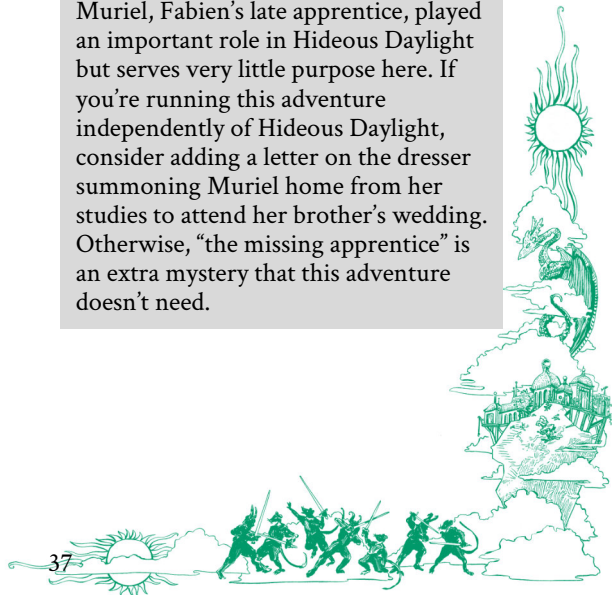 Muriel, Fabien’s late apprentice, played
an important role in Hideous Daylight
but serves very little purpose here. If
you’re running this adventure
independently of Hideous Daylight,
consider adding a letter on the dresser
summoning Muriel home from her
studies to attend her brother’s wedding.
Otherwise, “the missing apprentice” is
an extra mystery that this adventure
doesn’t need.
37